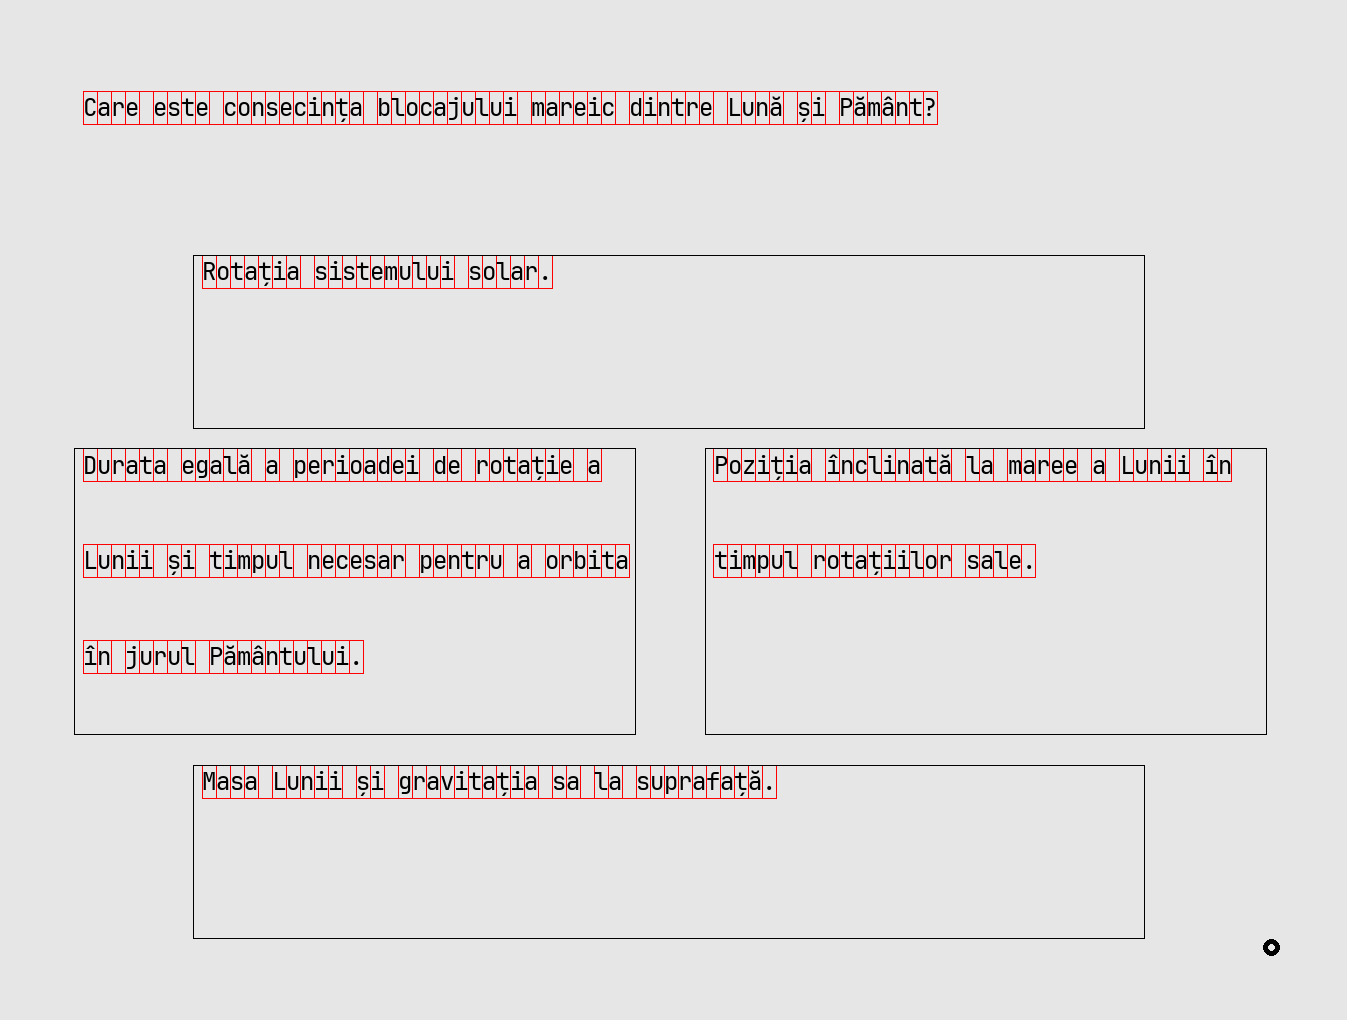 Care este consecința blocajului mareic dintre Lună și Pământ?
Rotația sistemului solar.
Durata egală a perioadei de rotație a
Lunii și timpul necesar pentru a orbita
în jurul Pământului.
Poziția înclinată la maree a Lunii în
timpul rotațiilor sale.
Masa Lunii și gravitația sa la suprafață.